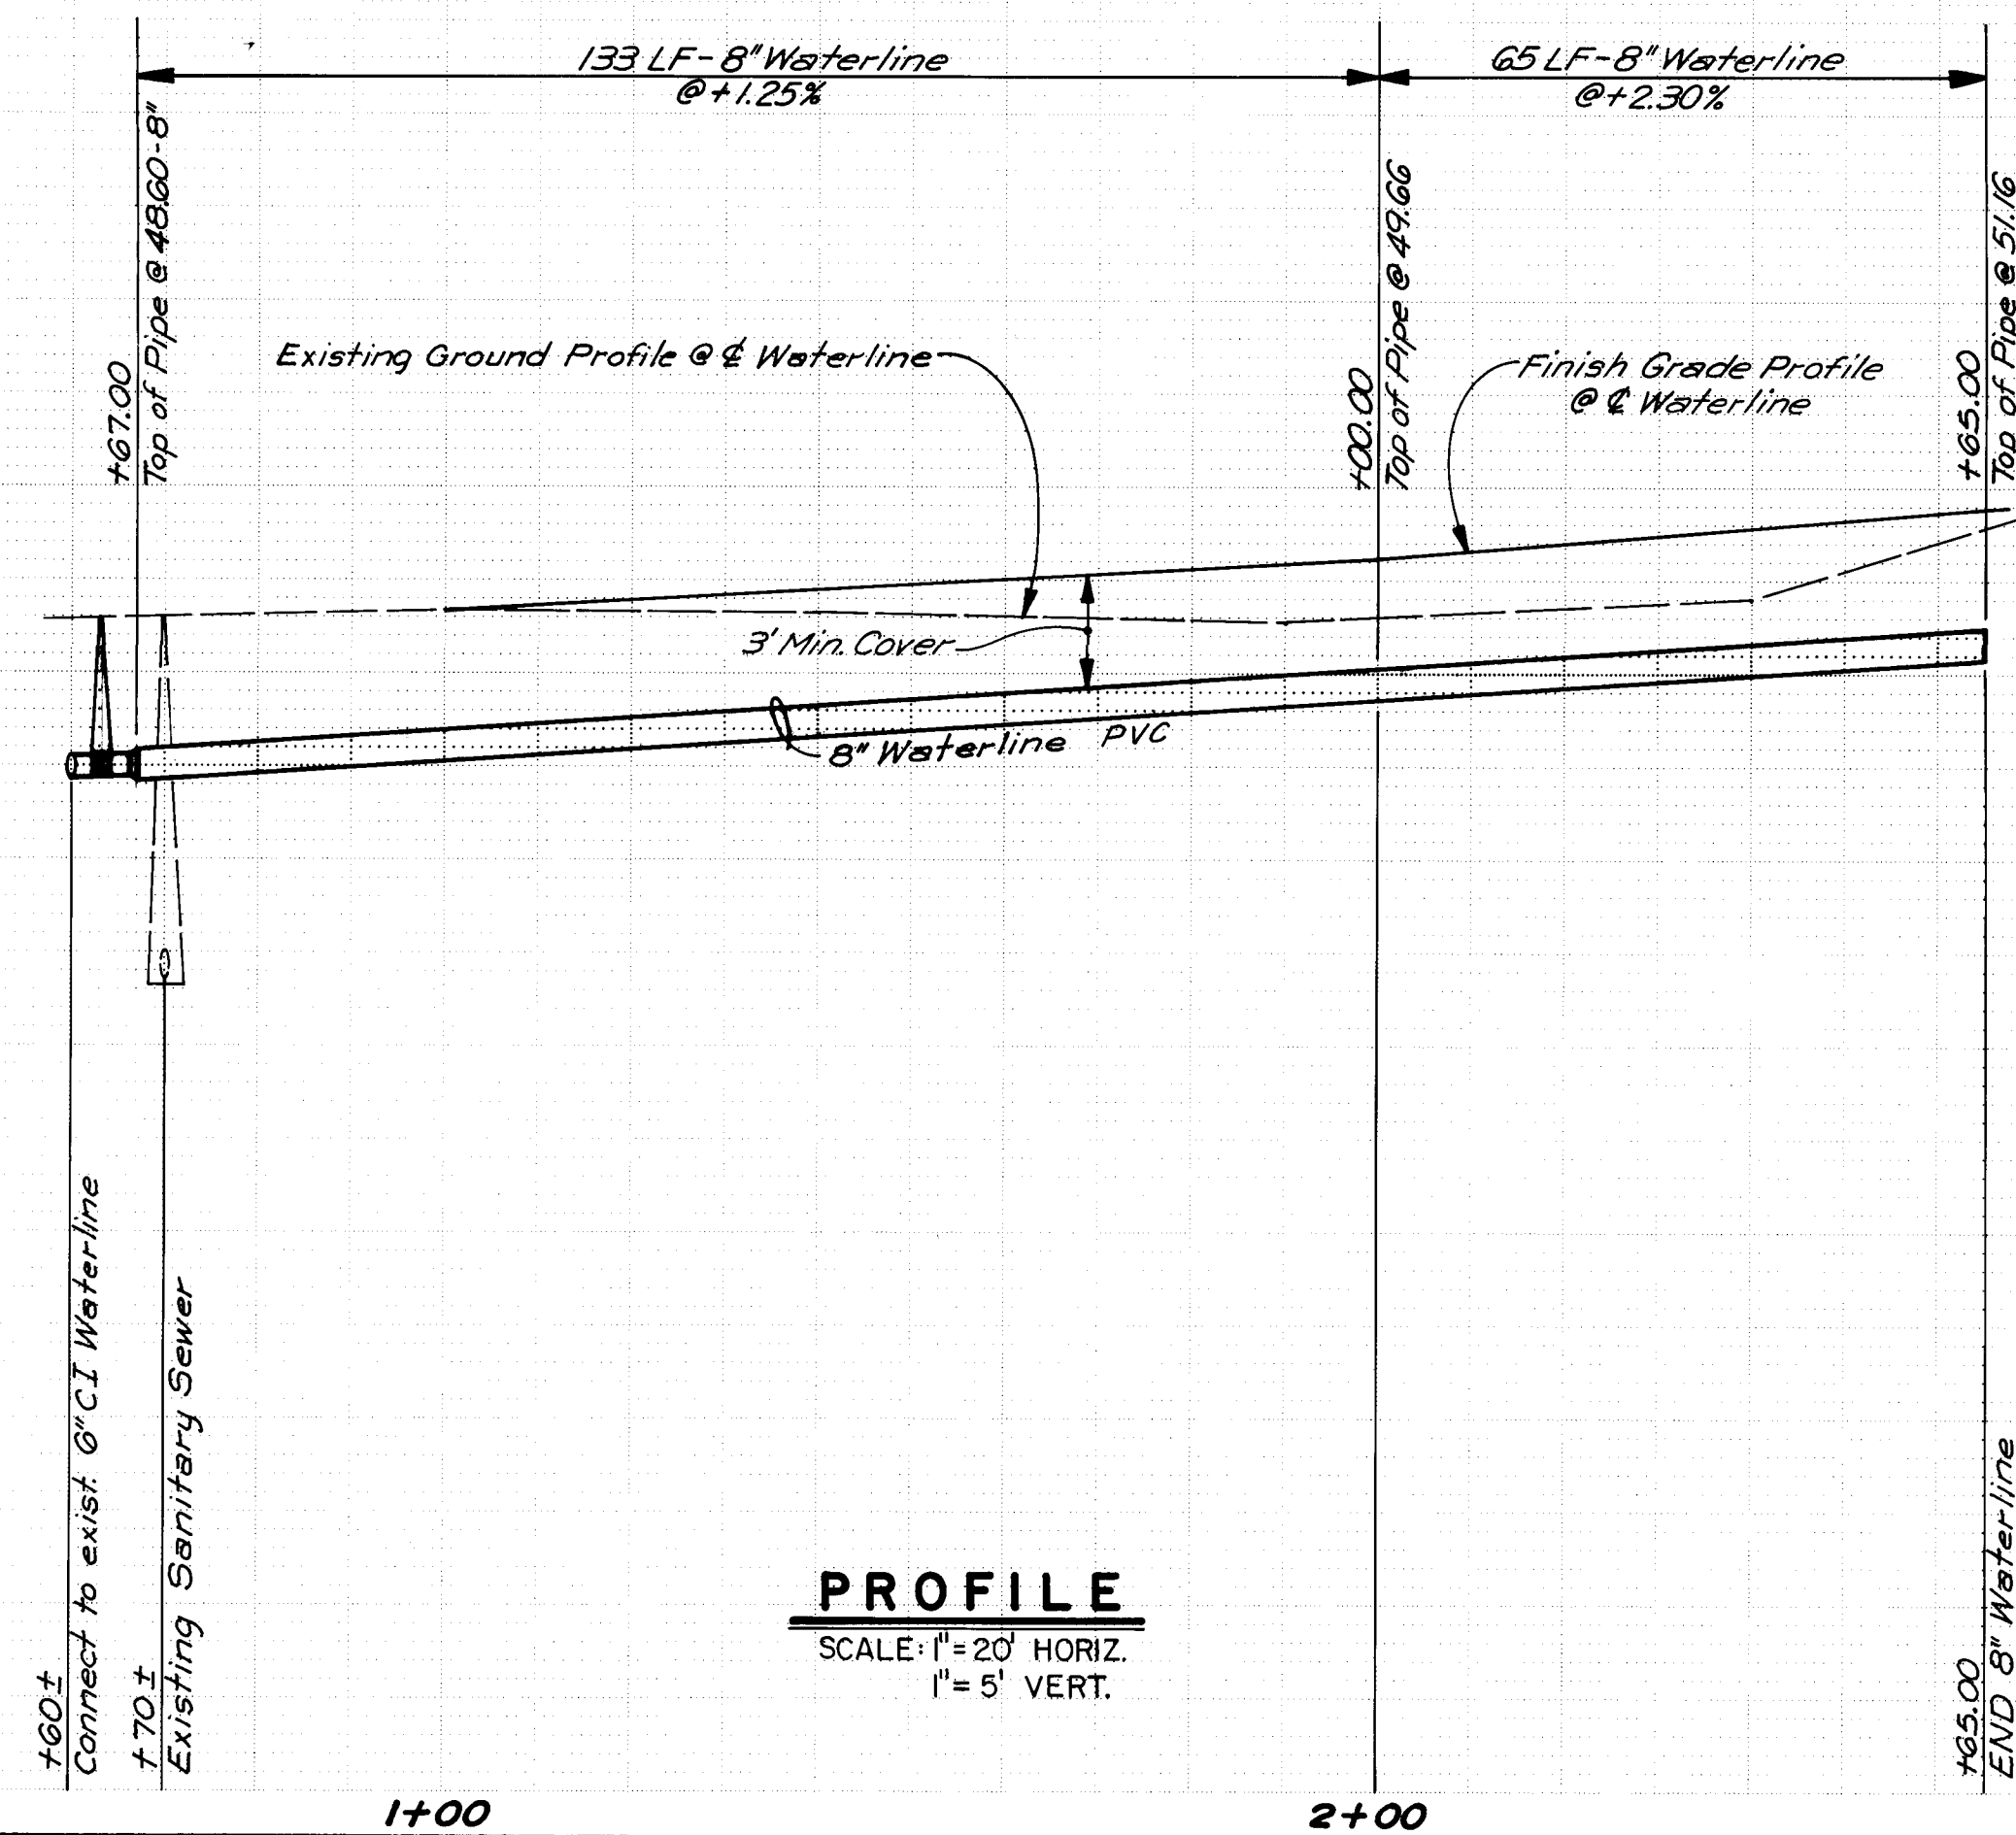 133 LF-8" Waterline
@+1.25%
65 LF-8" Waterline
@+2.30%
+67.00
Top of Pipe @ 48.60-8"
+00.00
Top of Pipe @ 49.66
+65.00
Top of Pipe @ 51.16
Existing Ground Profile @ ℄ Waterline
Finish Grade Profile
@ ℄ Waterline
3' Min. Cover
8" Waterline PVC
+60±
Connect to exist. 6" CI Waterline
+70±
Existing Sanitary Sewer
+65.00
END 8" Waterline
PROFILE
SCALE: 1" = 20' HORIZ.
1" = 5' VERT.
1+00
2+00